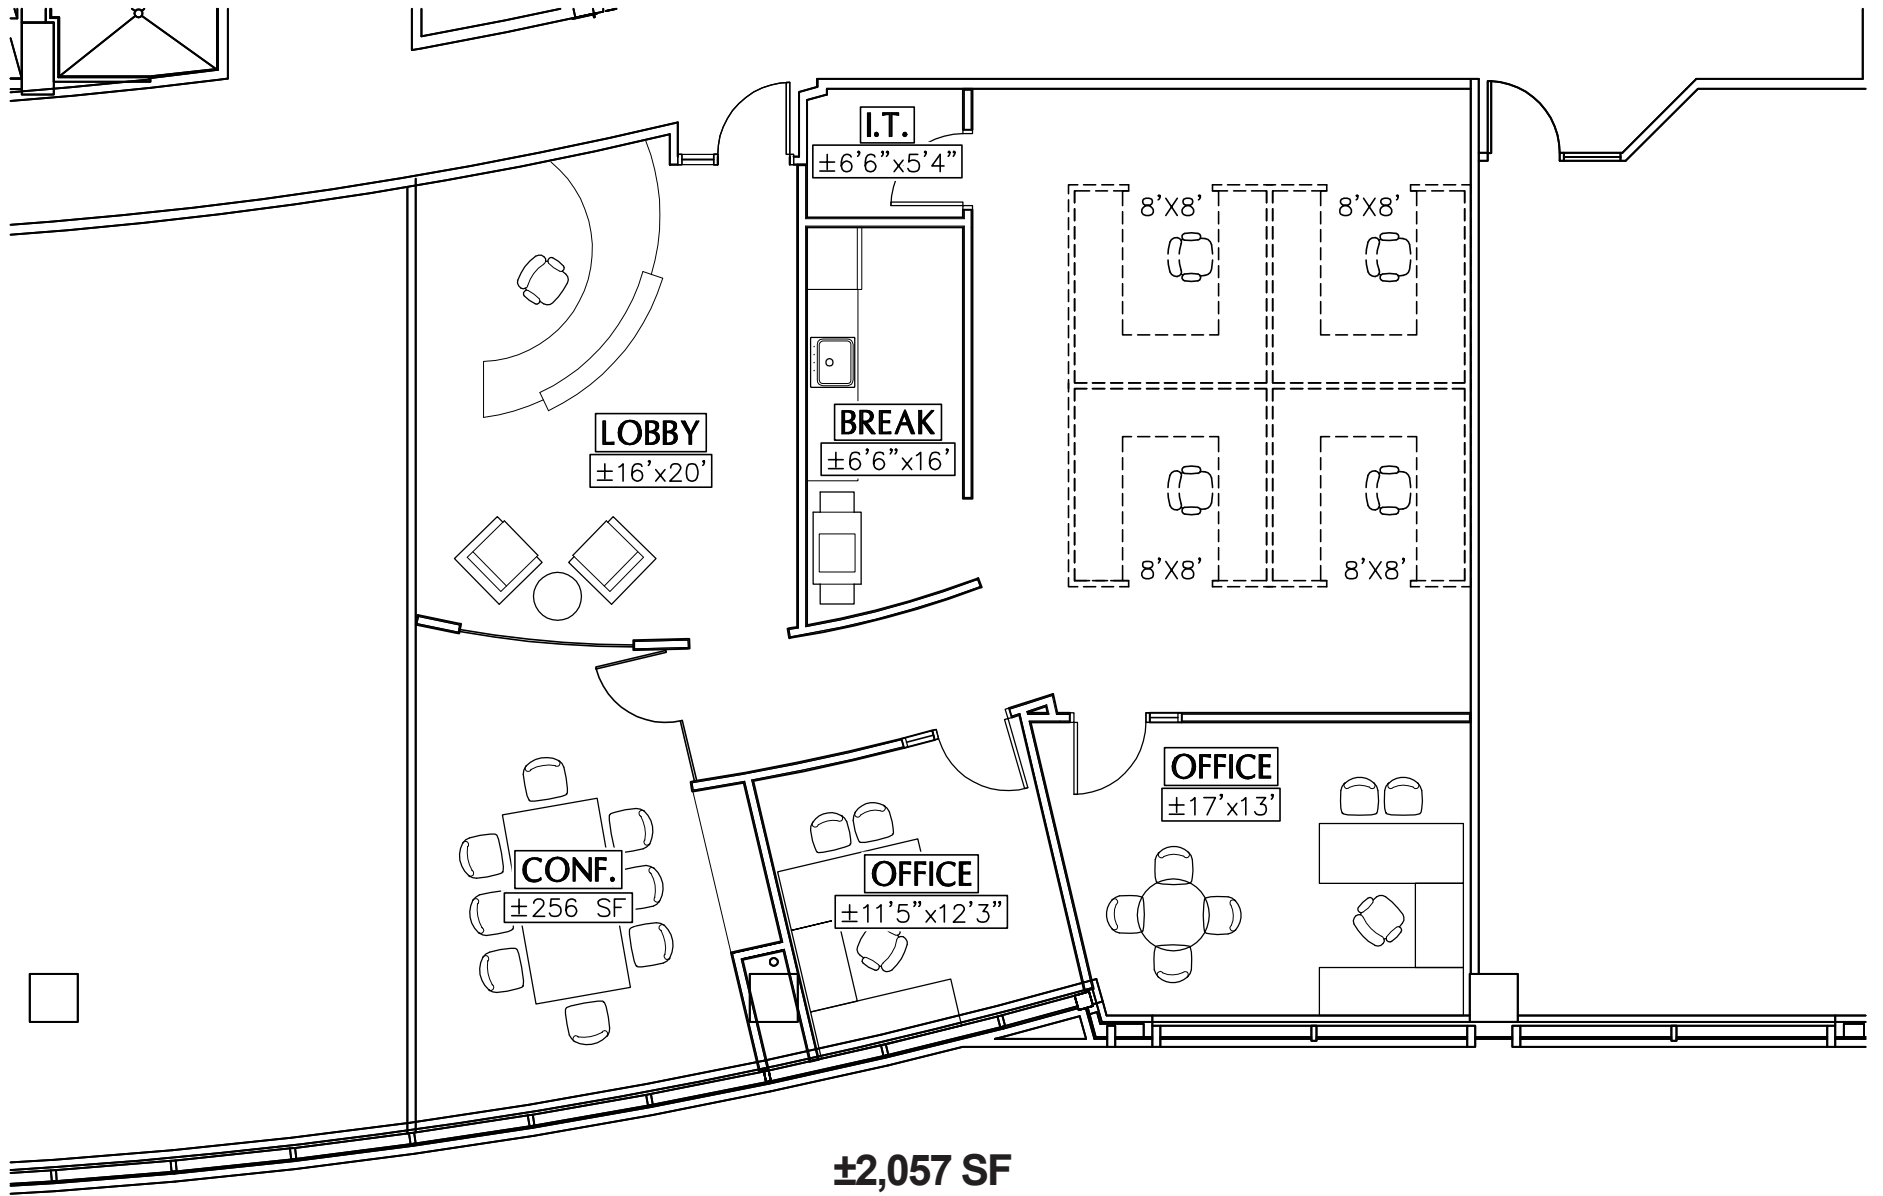 I.T.
±6’6”x5’4”
8’X8’
8’X8’
LOBBY
±16’x20’
BREAK
±6’6”x16’
8’X8’
8’X8’
OFFICE
±17’x13’
CONF.
±256 SF
OFFICE
±11’5”x12’3”
±2,057 SF